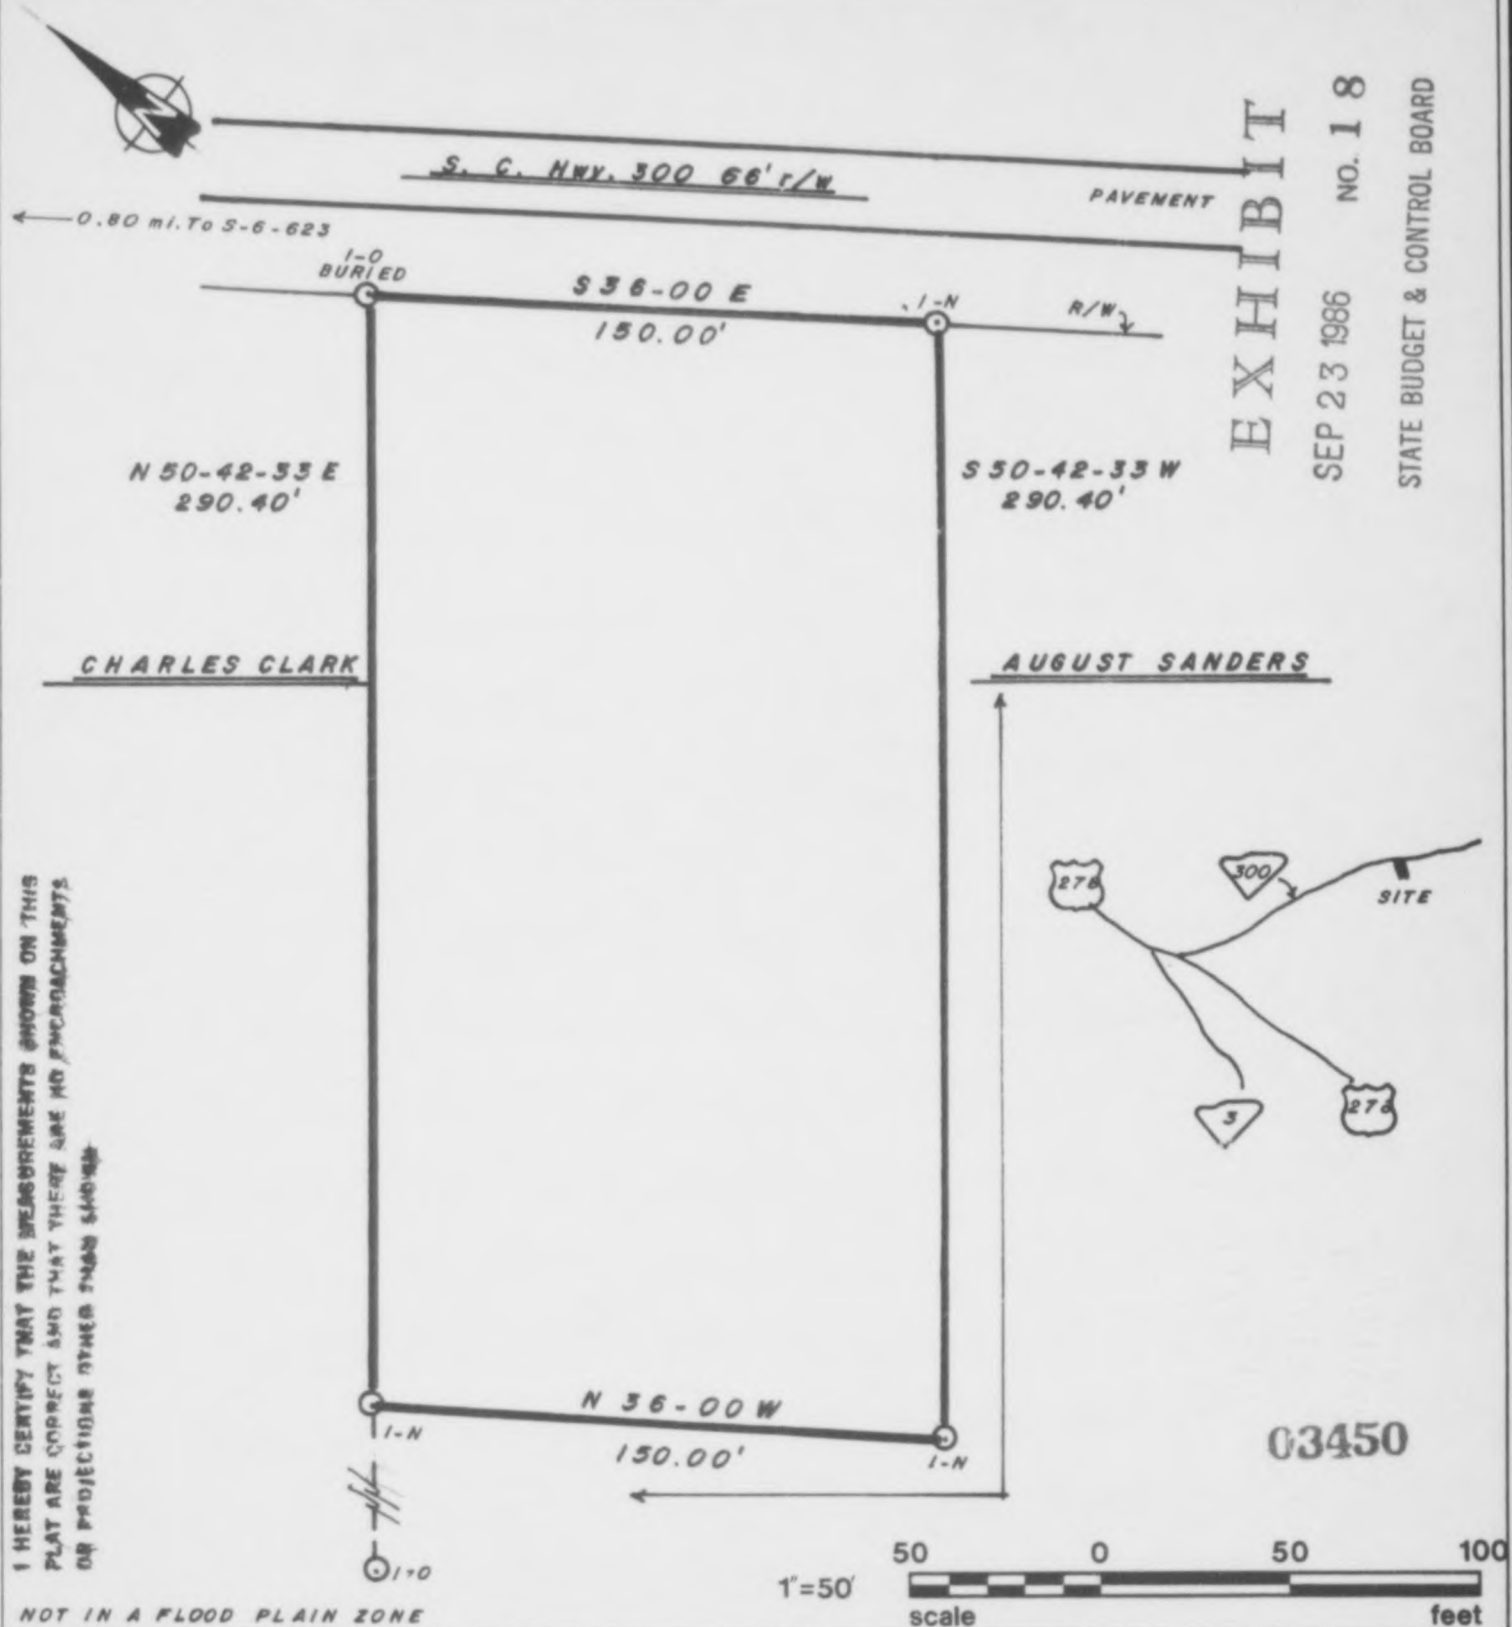 S. C. Hwy. 300 66' r/w
PAVEMENT
0.80 mi. To S-6-623
I-O
BURIED
S 36-00 E
150.00'
I-N
R/W
EXHIBIT
SEP 23 1986 NO. 18
STATE BUDGET & CONTROL BOARD
N 50-42-33 E
290.40'
S 50-42-33 W
290.40'
CHARLES CLARK
AUGUST SANDERS
278
300
SITE
3
278
I HEREBY CERTIFY THAT THE MEASUREMENTS SHOWN ON THIS
PLAT ARE CORRECT AND THAT THERE ARE NO ENCROACHMENTS
OR PROJECTIONS OTHER THAN SHOWN
N 36-00 W
150.00'
I-N
I-N
03450
I-O
NOT IN A FLOOD PLAIN ZONE
1"=50'
50 0 50 100
scale feet